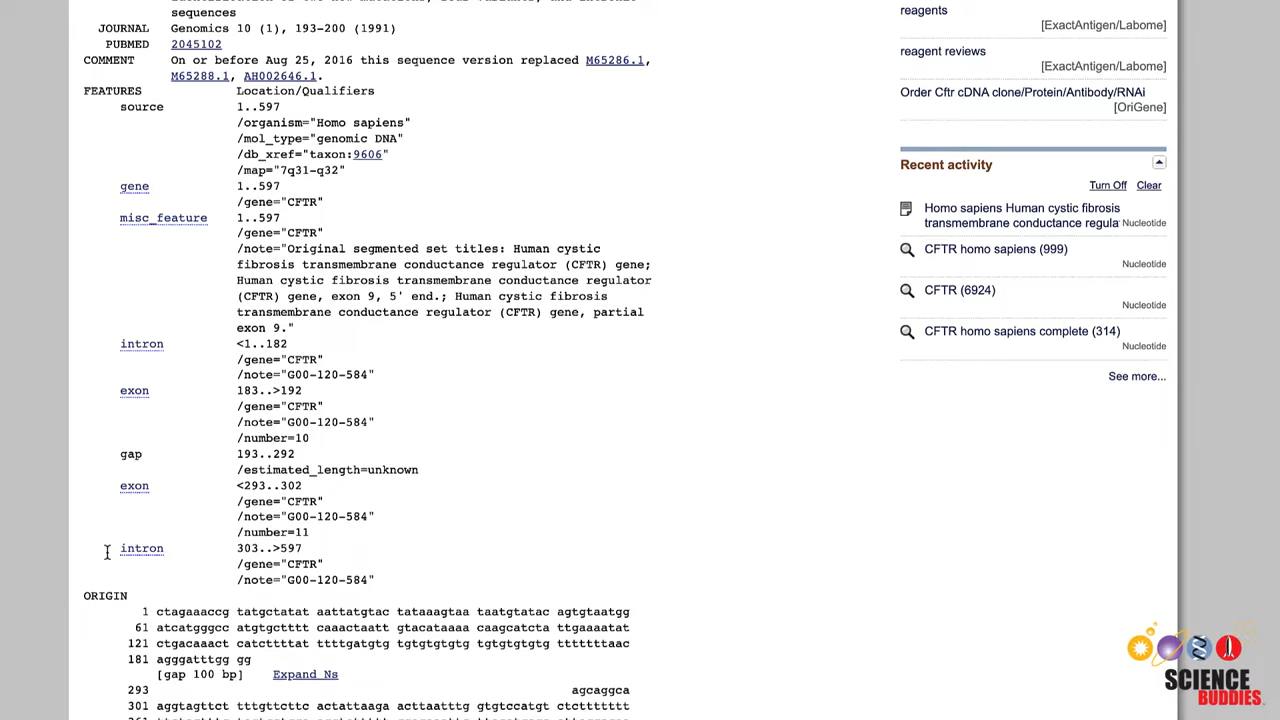 sequences
JOURNAL Genomics 10 (1), 193-200 (1991)
PUBMED 2045102
COMMENT On or before Aug 25, 2016 this sequence version replaced M65286.1,
M65288.1, AH002646.1.
FEATURES Location/Qualifiers
source 1..597
/organism="Homo sapiens"
/mol_type="genomic DNA"
/db_xref="taxon:9606"
/map="7q31-q32"
gene 1..597
/gene="CFTR"
misc_feature 1..597
/gene="CFTR"
/note="Original segmented set titles: Human cystic
fibrosis transmembrane conductance regulator (CFTR) gene;
Human cystic fibrosis transmembrane conductance regulator
(CFTR) gene, exon 9, 5' end.; Human cystic fibrosis
transmembrane conductance regulator (CFTR) gene, partial
exon 9."
intron <1..182
/gene="CFTR"
/note="G00-120-584"
exon 183..>192
/gene="CFTR"
/note="G00-120-584"
/number=10
gap 193..292
/estimated_length=unknown
exon <293..302
/gene="CFTR"
/note="G00-120-584"
/number=11
intron 303..>597
/gene="CFTR"
/note="G00-120-584"
ORIGIN
1 ctagaaaccg tatgctatat aattatgtac tataaagtaa taatgtatac agtgtaatgg
61 atcatgggcc atgtgctttt caaactaatt gtacataaaa caagcatcta ttgaaaatat
121 ctgacaaact catcttttat ttttgatgtg tgtgtgtgtg tgtgtgtgtg tttttttaac
181 agggatttgg gg
[gap 100 bp] Expand Ns
293 agcaggca
301 aggtagttct tttgttcttc actattaaga acttaatttg gtgtccatgt ctcttttttt
reagents
[ExactAntigen/Labome]
reagent reviews
[ExactAntigen/Labome]
Order Cftr cDNA clone/Protein/Antibody/RNAi
[OriGene]
Recent activity
Turn Off Clear
Homo sapiens Human cystic fibrosis
transmembrane conductance regula Nucleotide
CFTR homo sapiens (999)
Nucleotide
CFTR (6924)
Nucleotide
CFTR homo sapiens complete (314)
Nucleotide
See more...
SCIENCE
BUDDIES